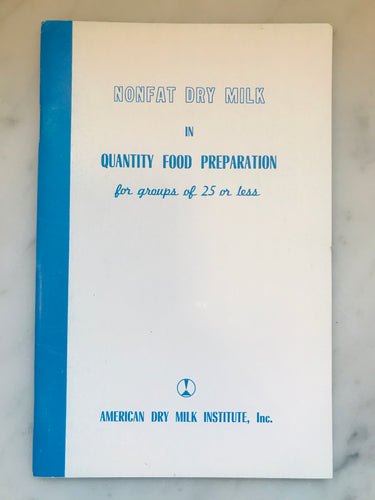 NONFAT DRY MILK
IN
QUANTITY FOOD PREPARATION
for groups of 25 or less
AMERICAN DRY MILK INSTITUTE, Inc.